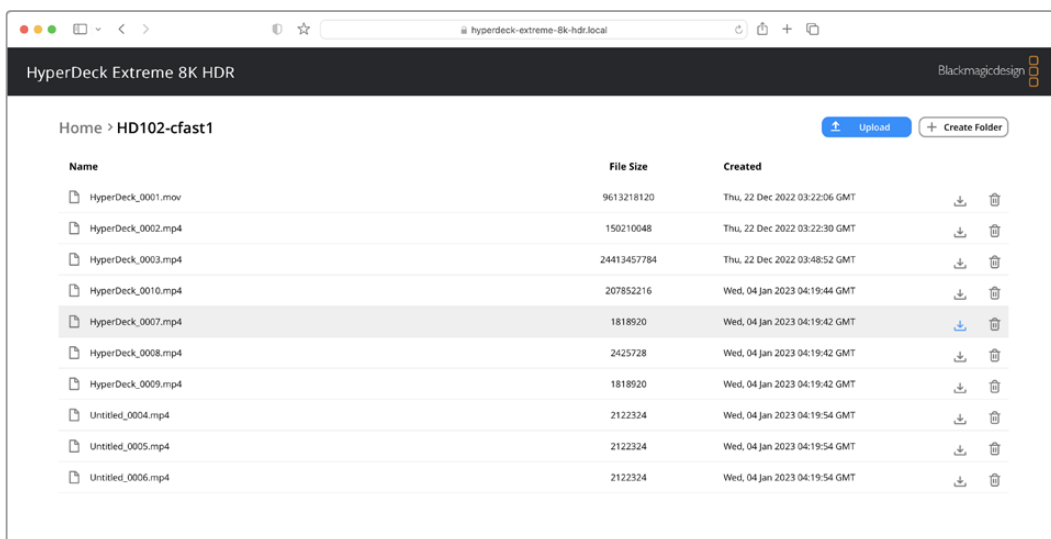 hyperdeck-extreme-8k-hdr.local
HyperDeck Extreme 8K HDR
Blackmagicdesign
Home > HD102-cfast1
Upload
+ Create Folder
Name File Size Created
HyperDeck_0001.mov 9613218120 Thu, 22 Dec 2022 03:22:06 GMT
HyperDeck_0002.mp4 150210048 Thu, 22 Dec 2022 03:22:30 GMT
HyperDeck_0003.mp4 24413457784 Thu, 22 Dec 2022 03:48:52 GMT
HyperDeck_0010.mp4 207852216 Wed, 04 Jan 2023 04:19:44 GMT
HyperDeck_0007.mp4 1818920 Wed, 04 Jan 2023 04:19:42 GMT
HyperDeck_0008.mp4 2425728 Wed, 04 Jan 2023 04:19:42 GMT
HyperDeck_0009.mp4 1818920 Wed, 04 Jan 2023 04:19:42 GMT
Untitled_0004.mp4 2122324 Wed, 04 Jan 2023 04:19:54 GMT
Untitled_0005.mp4 2122324 Wed, 04 Jan 2023 04:19:54 GMT
Untitled_0006.mp4 2122324 Wed, 04 Jan 2023 04:19:54 GMT